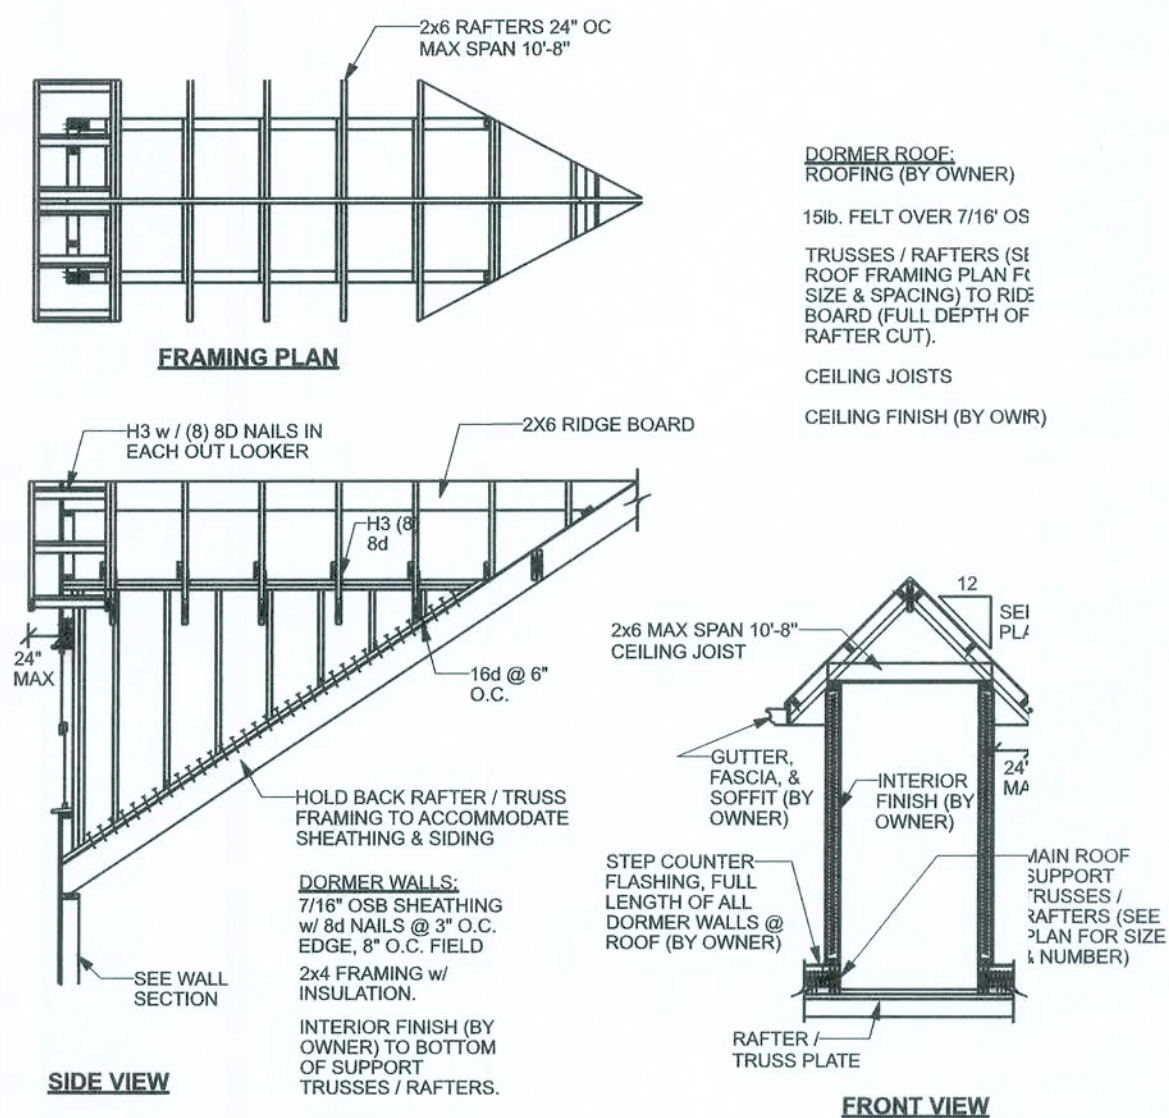 2x6 RAFTERS 24" OC
MAX SPAN 10'-8"
FRAMING PLAN
DORMER ROOF:
ROOFING (BY OWNER)
15lb. FELT OVER 7/16' OS
TRUSSES / RAFTERS (SE
ROOF FRAMING PLAN FO
SIZE & SPACING) TO RIDE
BOARD (FULL DEPTH OF
RAFTER CUT).
CEILING JOISTS
CEILING FINISH (BY
H3 w / (8) 8D NAILS IN
EACH OUT LOOKER
2X6 RIDGE BOARD
H3 (8)
8d
24"
MAX
16d @ 6"
O.C.
HOLD BACK RAFTER / TRUSS
FRAMING TO ACCOMMODATE
SHEATHING & SIDING
DORMER WALLS:
7/16" OSB SHEATHING
w/ 8d NAILS @ 3" O.C.
EDGE, 8" O.C. FIELD
2x4 FRAMING w/
INSULATION.
INTERIOR FINISH (BY
OWNER) TO BOTTOM
OF SUPPORT
TRUSSES / RAFTERS.
SEE WALL
SECTION
SIDE VIEW
12
2x6 MAX SPAN 10'-8"
CEILING JOIST
GUTTER,
FASCIA, &
SOFFIT (BY
OWNER)
INTERIOR
FINISH (BY
OWNER)
24"
STEP COUNTER
FLASHING, FULL
LENGTH OF ALL
DORMER WALLS @
ROOF (BY OWNER)
MAIN ROOF
SUPPORT
TRUSSES /
RAFTERS (SEE
PLAN FOR SIZE
& NUMBER)
RAFTER /
TRUSS PLATE
FRONT VIEW